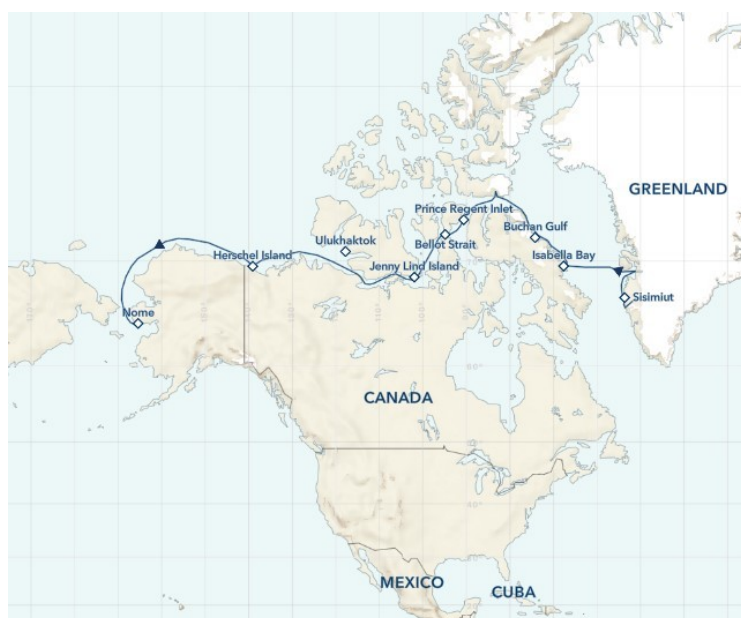 GREENLAND
Prince Regent Inlet
Buchan Gulf
Ulukhaktok
Bellot Strait
Herschel Island
Isabella Bay
Jenny Lind Island
Sisimiut
Nome
CANADA
MEXICO
CUBA